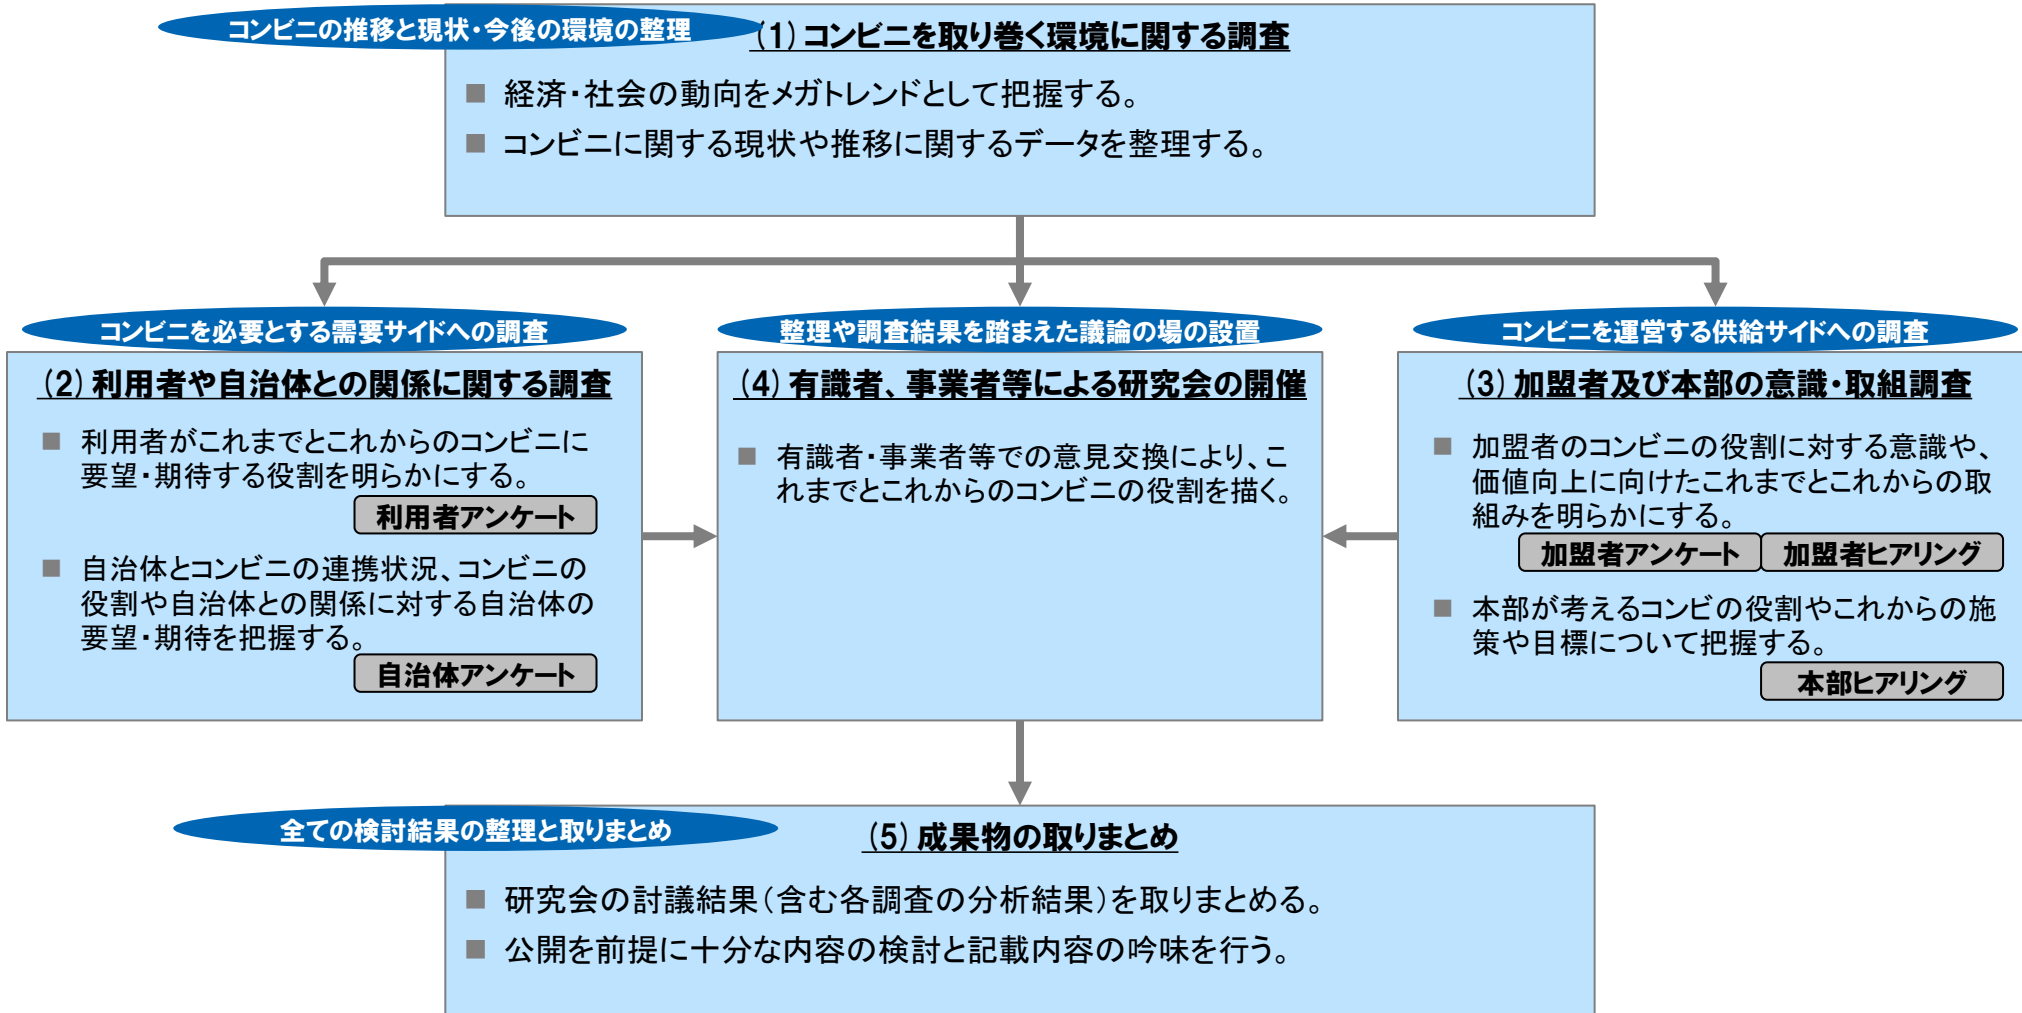 コンビニの推移と現状・今後の環境の整理
(1)コンビニを取り巻く環境に関する調査
■ 経済・社会の動向をメガトレンドとして把握する。
■ コンビニに関する現状や推移に関するデータを整理する。
コンビニを必要とする需要サイドへの調査
(2)利用者や自治体との関係に関する調査
■ 利用者がこれまでとこれからのコンビニに
要望・期待する役割を明らかにする。
利用者アンケート
■ 自治体とコンビニの連携状況、コンビニの
役割や自治体との関係に対する自治体の
要望・期待を把握する。
自治体アンケート
整理や調査結果を踏まえた議論の場の設置
(4)有識者、事業者等による研究会の開催
■ 有識者・事業者等での意見交換により、こ
れまでとこれからのコンビニの役割を描く。
コンビニを運営する供給サイドへの調査
(3)加盟者及び本部の意識・取組調査
■ 加盟者のコンビニの役割に対する意識や、
価値向上に向けたこれまでとこれからの取
組みを明らかにする。
加盟者アンケート 加盟者ヒアリング
■ 本部が考えるコンビの役割やこれからの施
策や目標について把握する。
本部ヒアリング
全ての検討結果の整理と取りまとめ
(5)成果物の取りまとめ
■ 研究会の討議結果(含む各調査の分析結果)を取りまとめる。
■ 公開を前提に十分な内容の検討と記載内容の吟味を行う。